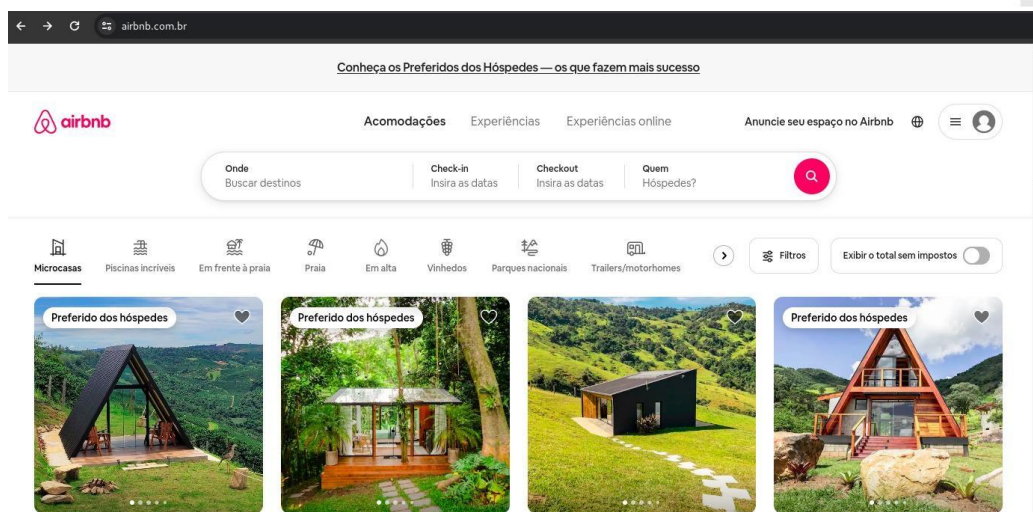 airbnb.com.br
Conheça os Preferidos dos Hóspedes — os que fazem mais sucesso
airbnb
Acomodações Experiências Experiências online Anuncie seu espaço no Airbnb
Onde Check-in Checkout Quem
Buscar destinos Insira as datas Insira as datas Hóspedes?
Microcasas Piscinas incríveis Em frente à praia Praia Em alta Vinhedos Parques nacionais Trailers/motorhomes Filtros Exibir o total sem impostos
Preferido dos hóspedes Preferido dos hóspedes Preferido dos hóspedes